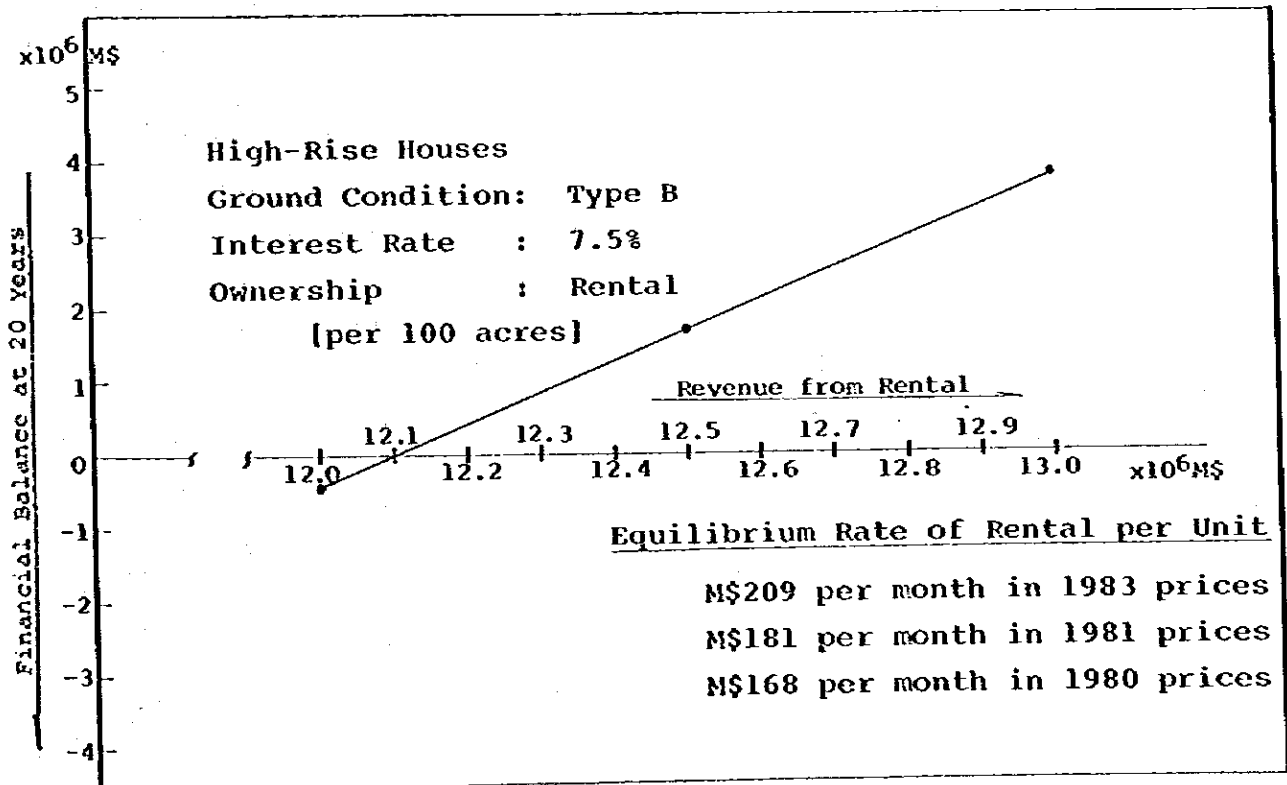 x10⁶ M$
5
4
3
2
1
0
-1
-2
-3
-4
Financial Balance at 20 Years
High-Rise Houses
Ground Condition: Type B
Interest Rate : 7.5%
Ownership : Rental
[per 100 acres]
Revenue from Rental
12.1 12.3 12.5 12.7 12.9
12.0 12.2 12.4 12.6 12.8 13.0 x10⁶M$
Equilibrium Rate of Rental per Unit
M$209 per month in 1983 prices
M$181 per month in 1981 prices
M$168 per month in 1980 prices